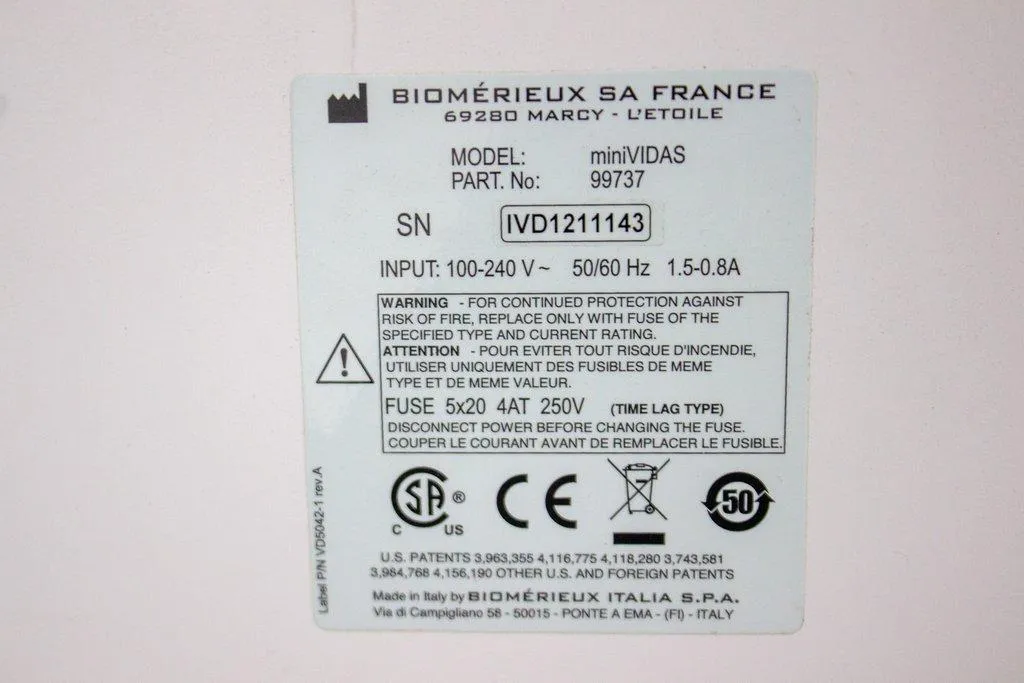 BIOMÉRIEUX SA FRANCE
69280 MARCY - L'ETOILE
MODEL: miniVIDAS
PART. No: 99737
SN IVD1211143
INPUT: 100-240 V ~ 50/60 Hz 1.5-0.8A
WARNING - FOR CONTINUED PROTECTION AGAINST
RISK OF FIRE, REPLACE ONLY WITH FUSE OF THE
SPECIFIED TYPE AND CURRENT RATING.
ATTENTION - POUR EVITER TOUT RISQUE D'INCENDIE,
UTILISER UNIQUEMENT DES FUSIBLES DE MEME
TYPE ET DE MEME VALEUR.
FUSE 5x20 4AT 250V (TIME LAG TYPE)
DISCONNECT POWER BEFORE CHANGING THE FUSE.
COUPER LE COURANT AVANT DE REMPLACER LE FUSIBLE.
SA ®
C US
CE
50
U.S. PATENTS 3,963,355 4,116,775 4,118,280 3,743,581
3,984,768 4,156,190 OTHER U.S. AND FOREIGN PATENTS
Made in Italy by BIOMÉRIEUX ITALIA S.P.A.
Via di Campigliano 58 - 50015 - PONTE A EMA - (FI) - ITALY
Label P/N VD5042-1 rev.A